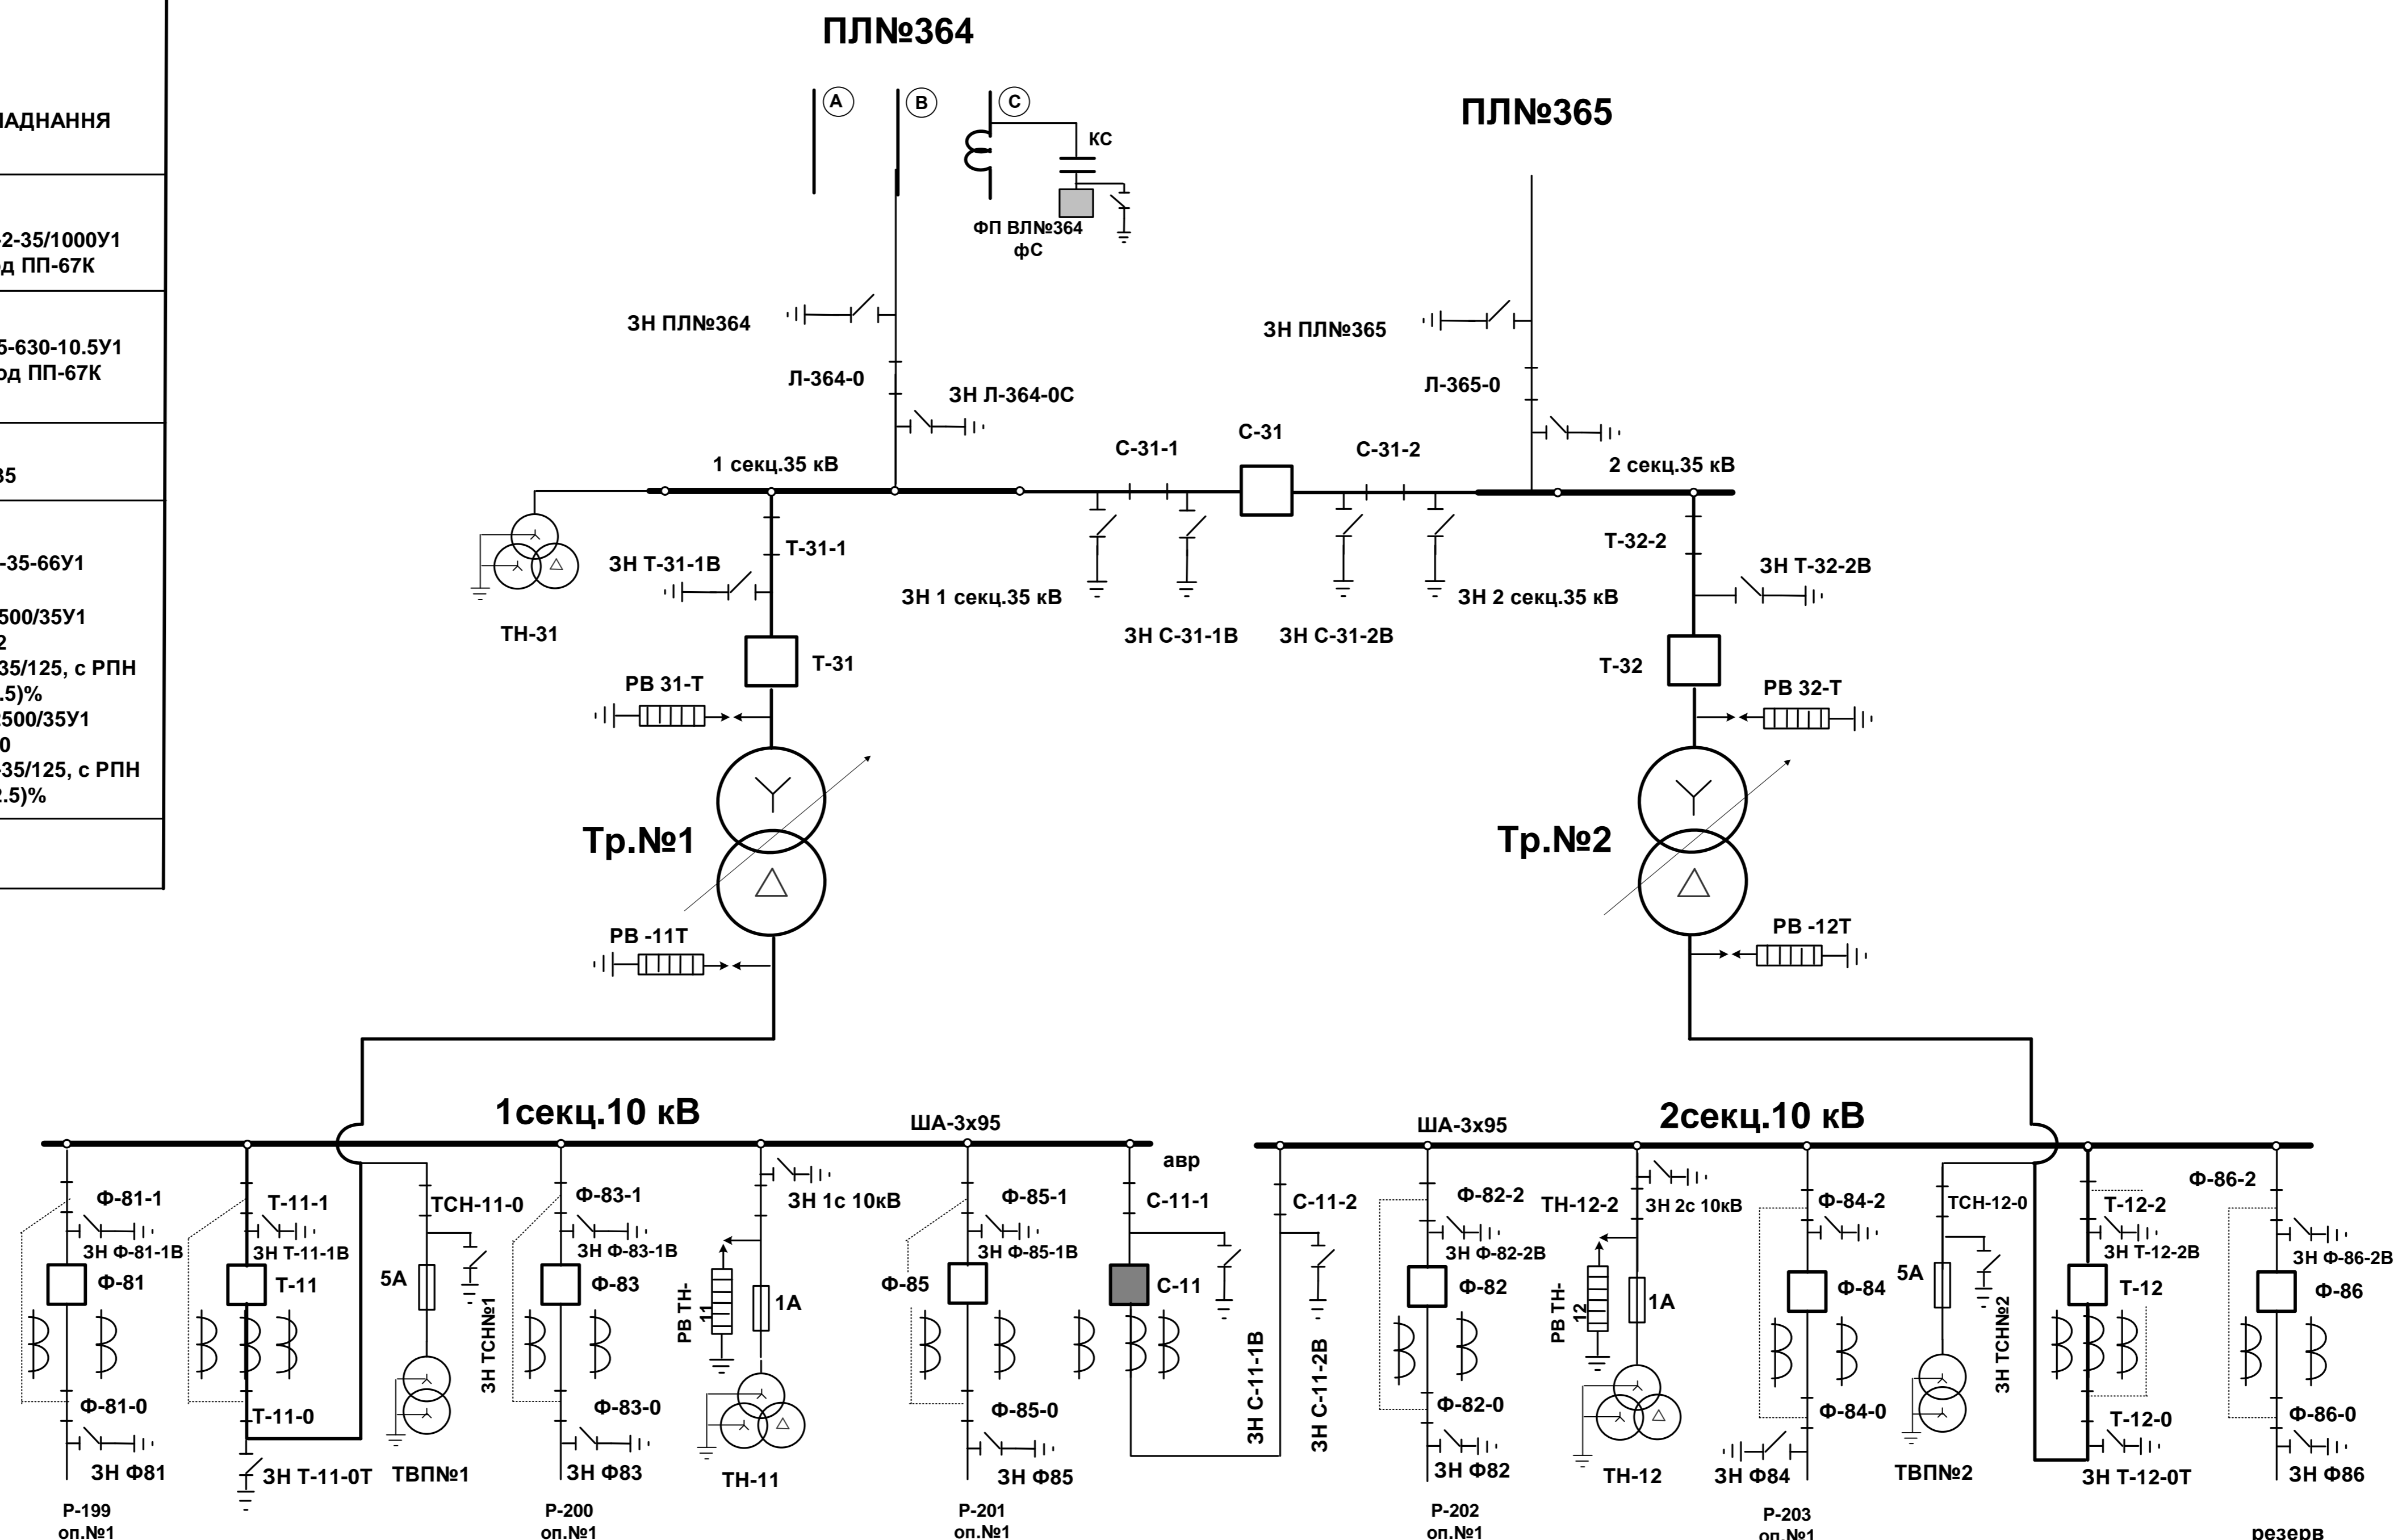 ПЛ№364
A
B
C
КС
ФП ВЛ№364
фС
ПЛ№365
-2-35/1000У1
ПП-67К
5-630-10.5У1
ПП-67К
35
-35-66У1
500/35У1
2
35/125, с РПН
.5)%
500/35У1
0
-35/125, с РПН
2.5)%
ЗН ПЛ№364
ЗН ПЛ№365
Л-364-0
ЗН Л-364-0С
Л-365-0
1 секц.35 кВ
С-31-1
С-31
С-31-2
2 секц.35 кВ
ТН-31
ЗН Т-31-1В
Т-31-1
ЗН 1 секц.35 кВ
ЗН С-31-1В
ЗН С-31-2В
ЗН 2 секц.35 кВ
Т-32-2
ЗН Т-32-2В
Т-31
Т-32
РВ 31-Т
РВ 32-Т
Тр.№1
Тр.№2
РВ -11Т
РВ -12Т
1секц.10 кВ
ША-3х95
авр
ША-3х95
2секц.10 кВ
Ф-81-1
ЗН Ф-81-1В
Ф-81
Ф-81-0
ЗН Ф81
Р-199
оп.№1
Т-11-1
ЗН Т-11-1В
Т-11
Т-11-0
ЗН Т-11-0Т
ТСН-11-0
5А
ЗН ТСН№1
ТВП№1
Ф-83-1
ЗН Ф-83-1В
Ф-83
Ф-83-0
ЗН Ф83
Р-200
оп.№1
ЗН 1с 10кВ
РВ ТН-
11
1А
ТН-11
Ф-85-1
ЗН Ф-85-1В
Ф-85
Ф-85-0
ЗН Ф85
Р-201
оп.№1
С-11-1
С-11
ЗН С-11-1В
С-11-2
ЗН С-11-2В
Ф-82-2
ЗН Ф-82-2В
Ф-82
Ф-82-0
ЗН Ф82
Р-202
оп.№1
ТН-12-2
ЗН 2с 10кВ
РВ ТН-
12
1А
ТН-12
Ф-84-2
Ф-84
Ф-84-0
ЗН Ф84
Р-203
оп.№1
ТСН-12-0
5А
ЗН ТСН№2
ТВП№2
Т-12-2
ЗН Т-12-2В
Т-12
Т-12-0
ЗН Т-12-0Т
Ф-86-2
ЗН Ф-86-2В
Ф-86
Ф-86-0
ЗН Ф86
резерв